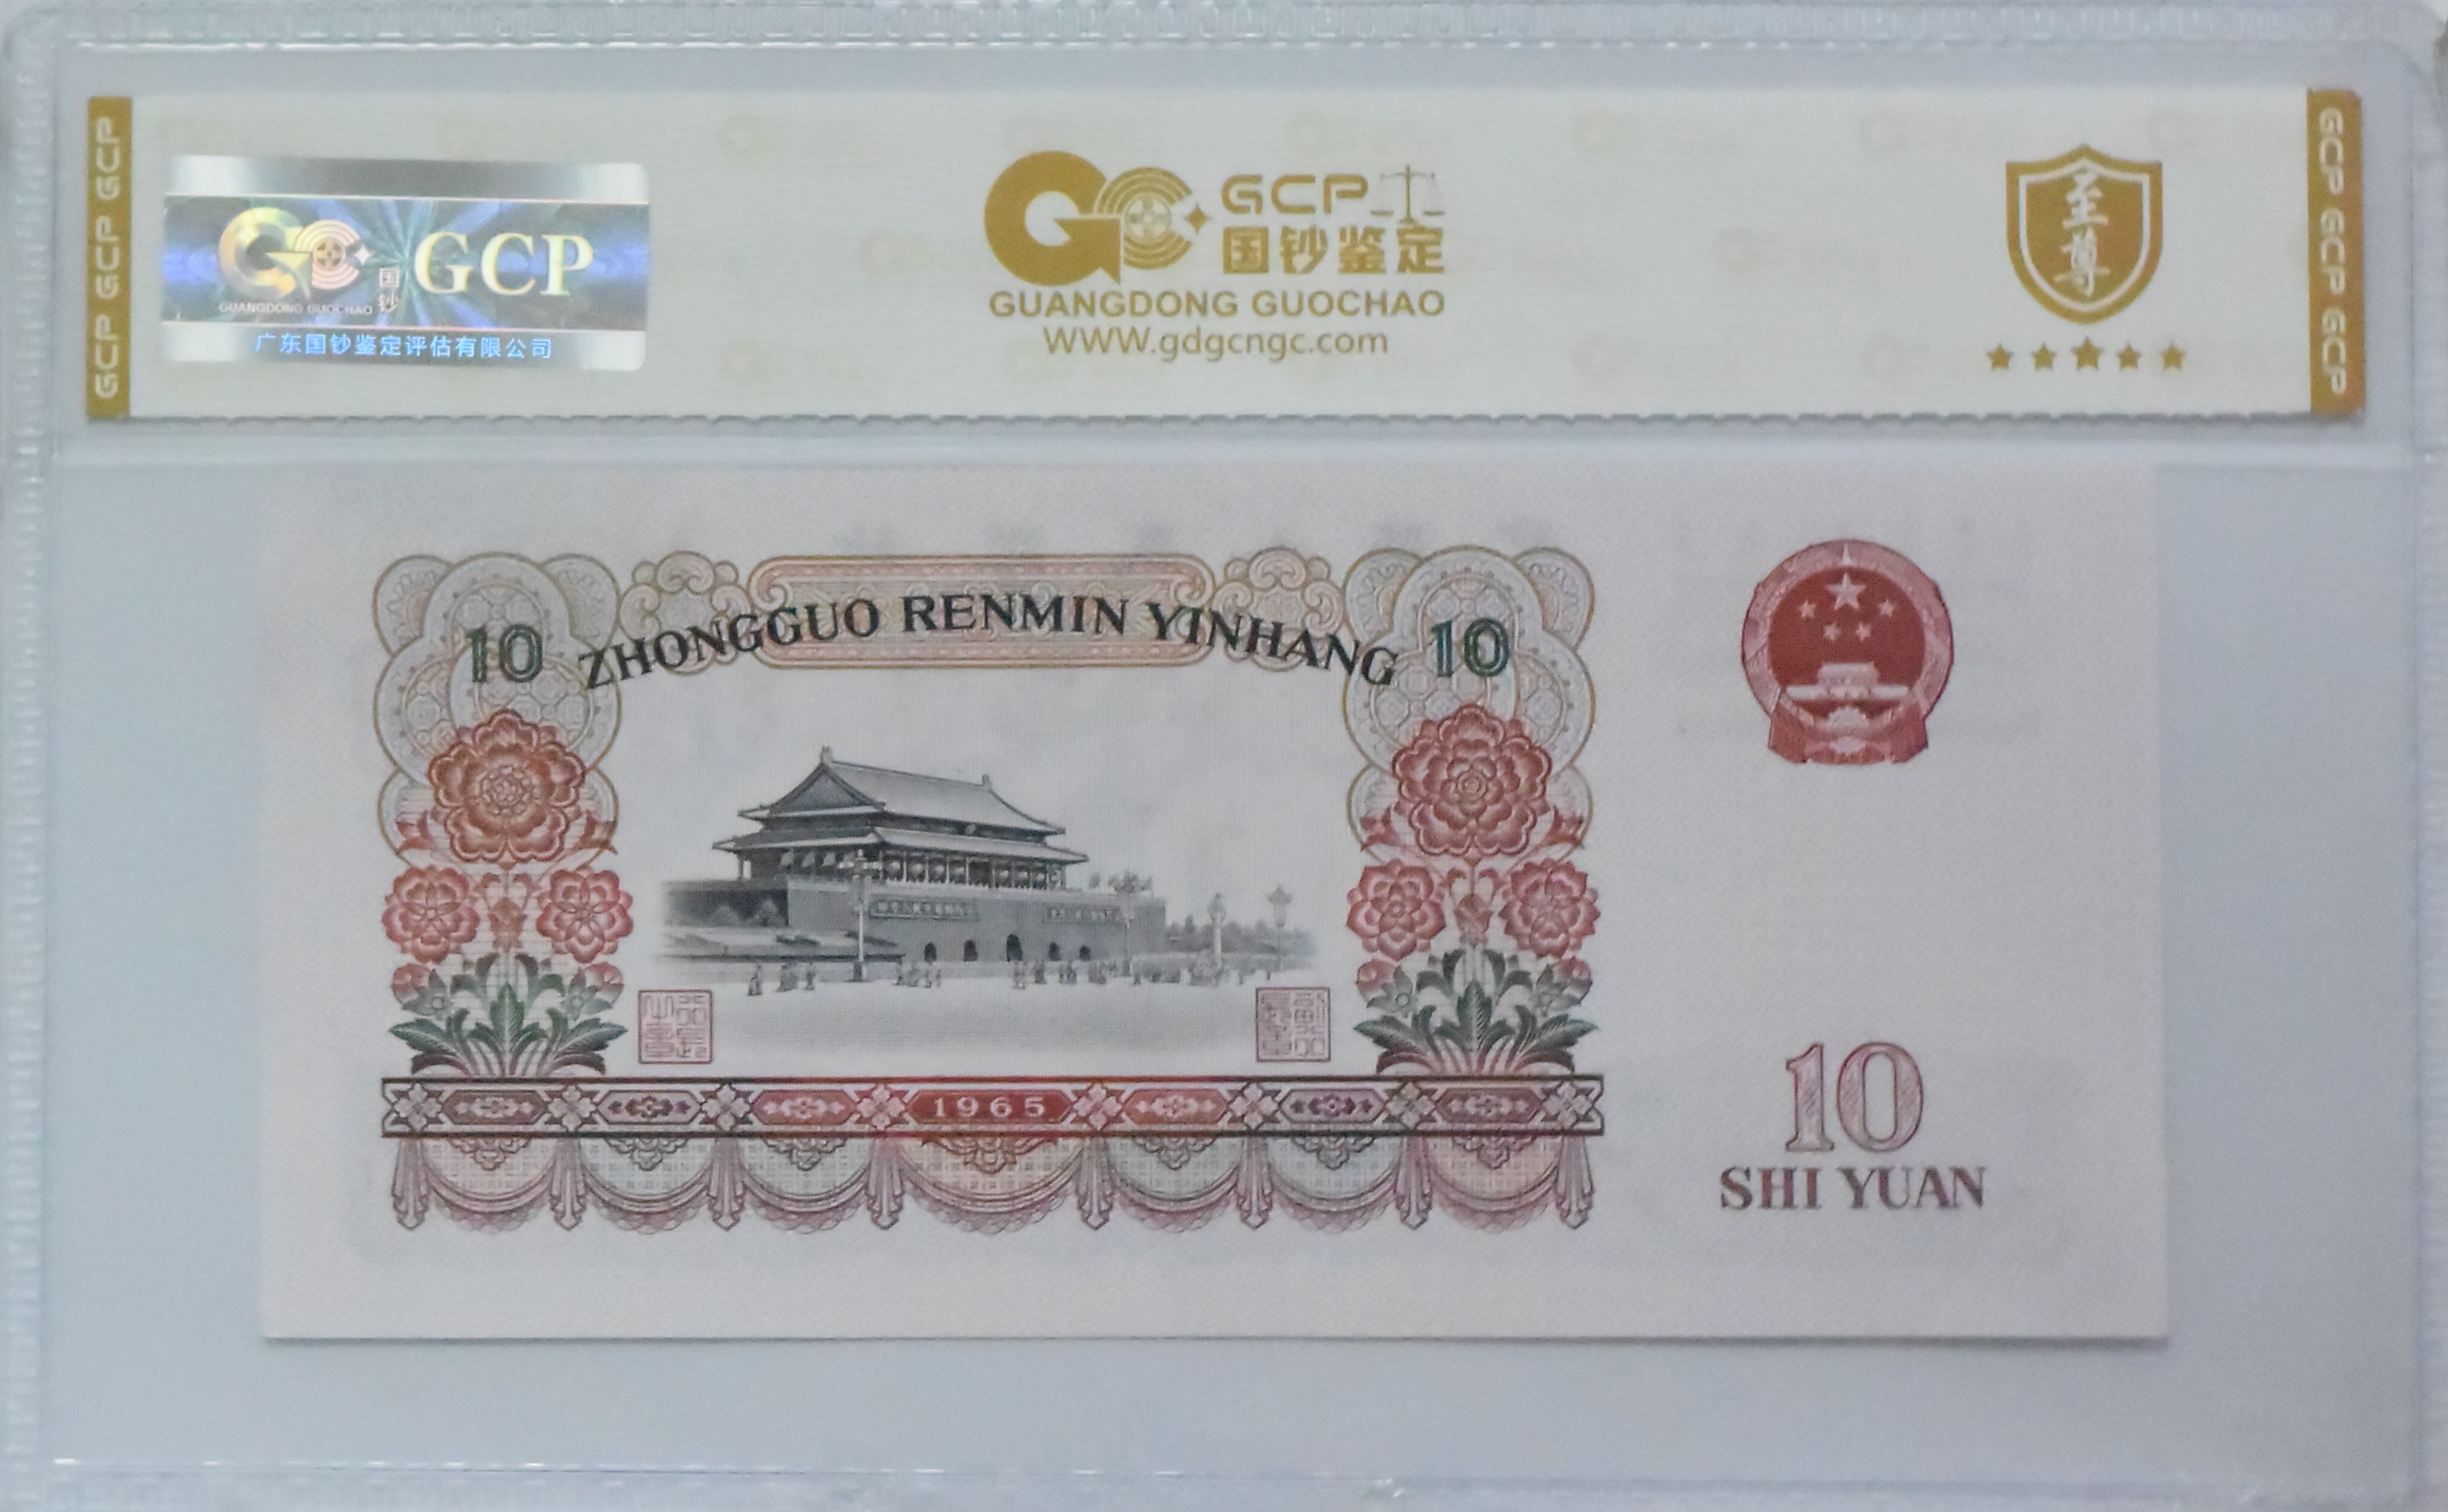 GCP GCP GCP
GUANGDONG GUOCHAO
国钞
GCP
广东国钞鉴定评估有限公司
GCP
国钞鉴定
GUANGDONG GUOCHAO
WWW.gdgcngc.com
至尊
GCP GCP GCP
10 ZHONGGUO RENMIN YINHANG 10
1965
10
SHI YUAN